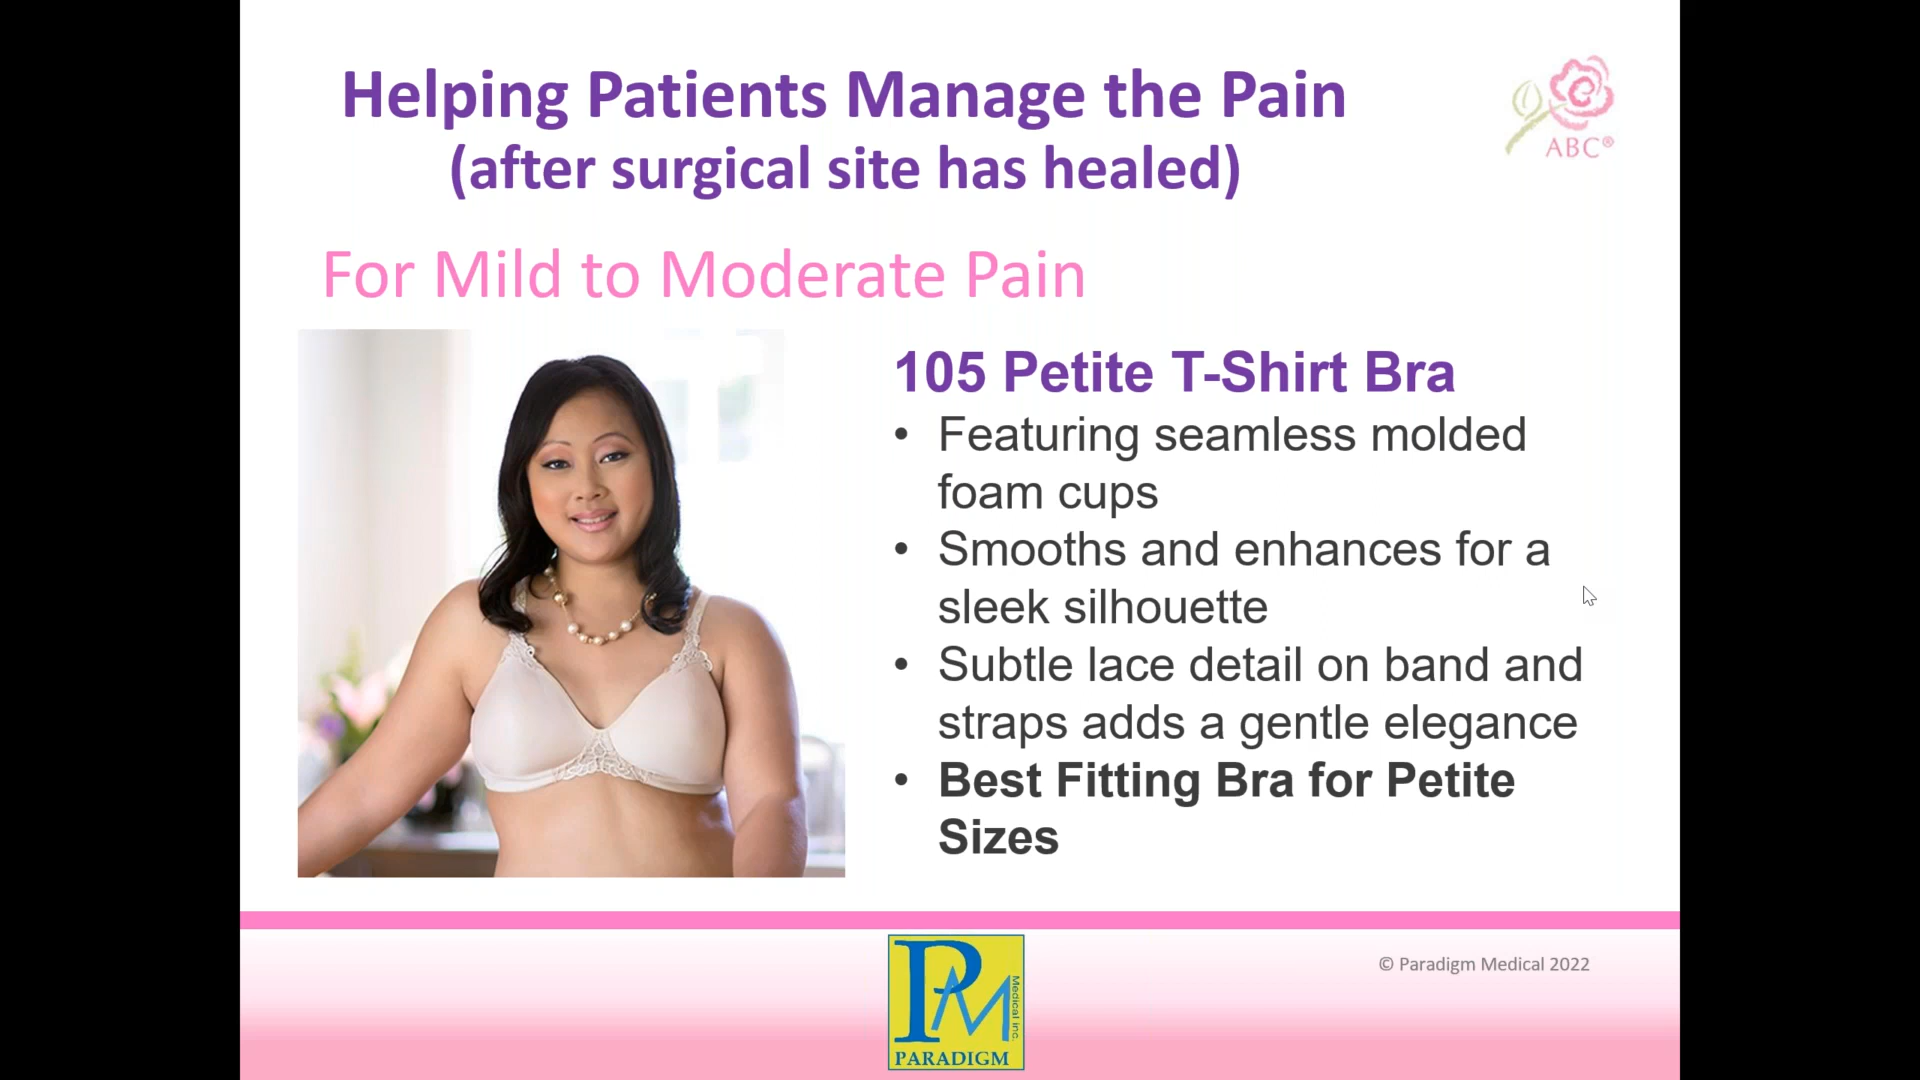 Helping Patients Manage the Pain
(after surgical site has healed)
ABC®
For Mild to Moderate Pain
105 Petite T-Shirt Bra
• Featuring seamless molded
foam cups
• Smooths and enhances for a
sleek silhouette
• Subtle lace detail on band and
straps adds a gentle elegance
• Best Fitting Bra for Petite
Sizes
PM
Medical inc.
PARADIGM
© Paradigm Medical 2022